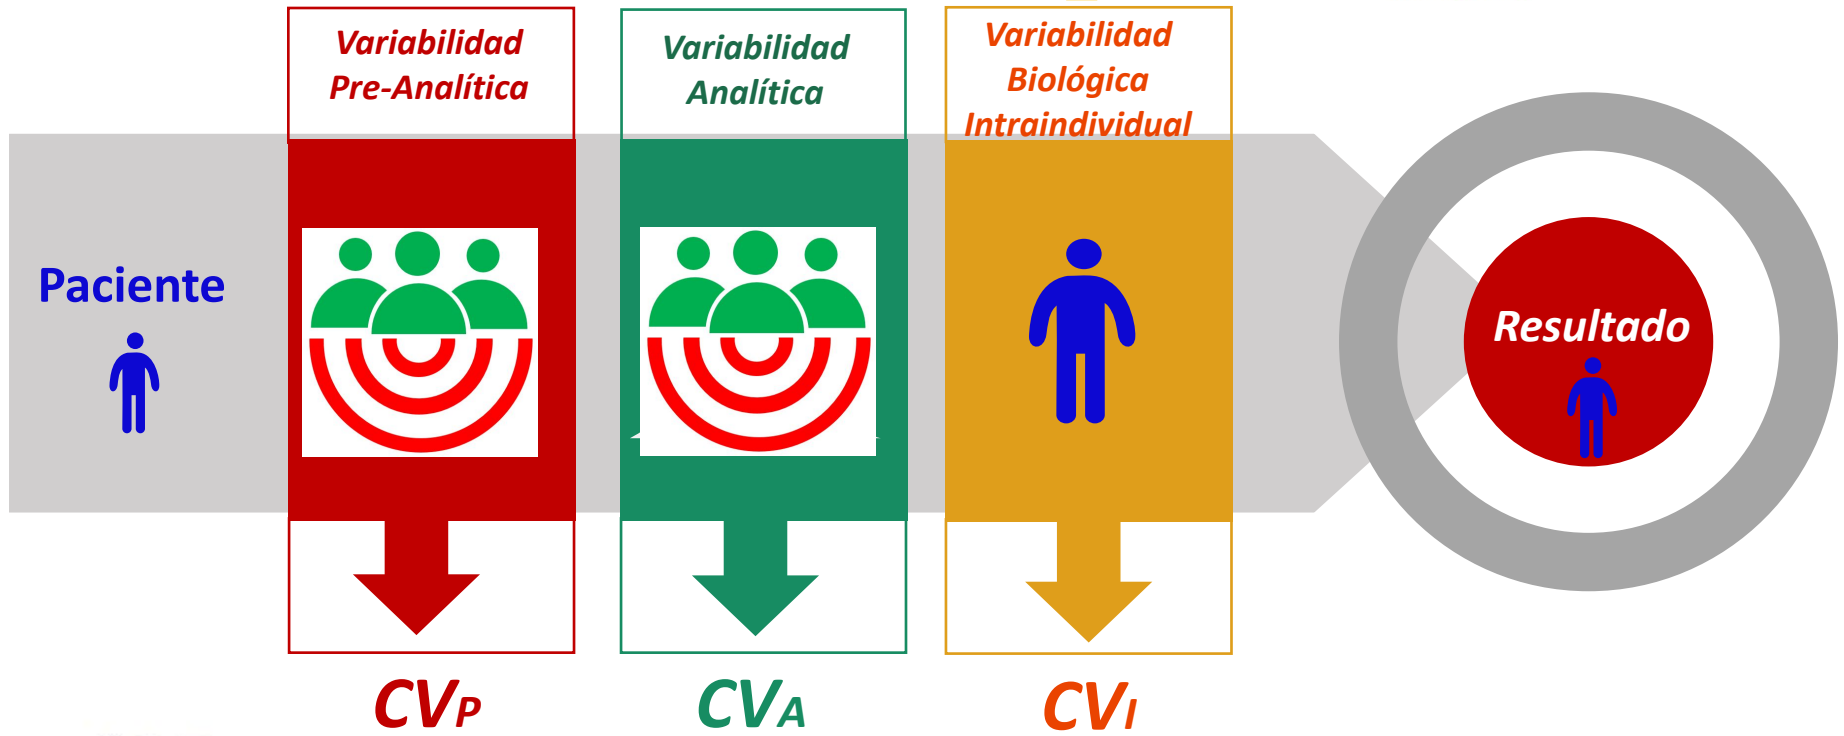 Variabilidad
Pre-Analítica
Variabilidad
Analítica
Variabilidad
Biológica
Intraindividual
Paciente
Resultado
CVP
CVA
CVI